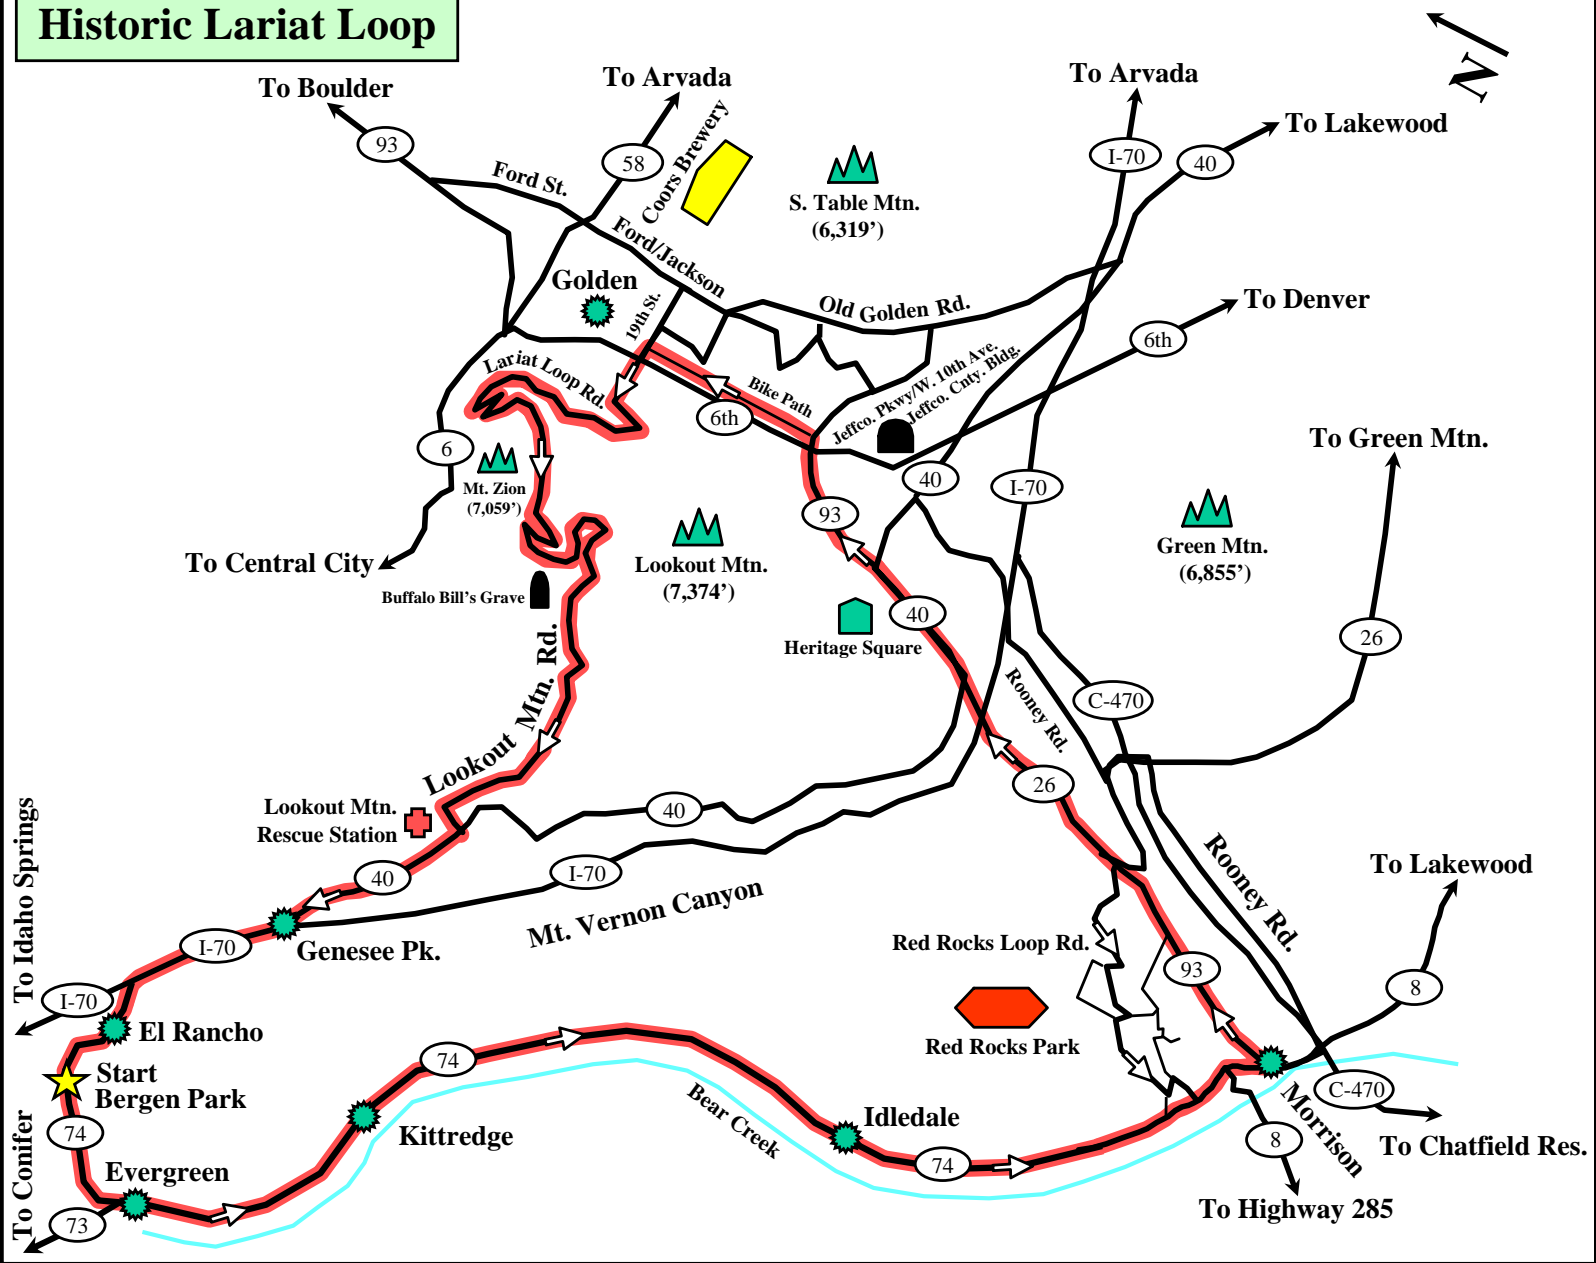 Historic Lariat Loop
N
To Boulder
To Arvada
To Arvada
To Lakewood
93
58
Coors Brewery
I-70
40
Ford St.
S. Table Mtn.
(6,319’)
Ford/Jackson
Golden
19th St.
Old Golden Rd.
To Denver
6th
Lariat Loop Rd.
Bike Path
6th
Jeffco. Pkwy/W. 10th Ave.
Jeffco. Cnty. Bldg.
To Green Mtn.
6
Mt. Zion
(7,059’)
40
I-70
93
Green Mtn.
(6,855’)
To Central City
Lookout Mtn.
(7,374’)
Buffalo Bill's Grave
40
Heritage Square
26
Rooney Rd.
C-470
Lookout Mtn. Rd.
26
Lookout Mtn.
Rescue Station
40
40
I-70
Mt. Vernon Canyon
Rooney Rd.
To Lakewood
To Idaho Springs
I-70
Genesee Pk.
Red Rocks Loop Rd.
93
8
I-70
El Rancho
Red Rocks Park
Start
Bergen Park
74
74
Kittredge
Bear Creek
Idledale
74
Morrison
C-470
8
To Chatfield Res.
To Highway 285
Evergreen
To Conifer
73